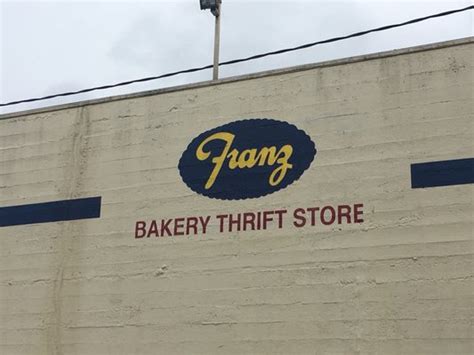 Franz
BAKERY THRIFT STORE